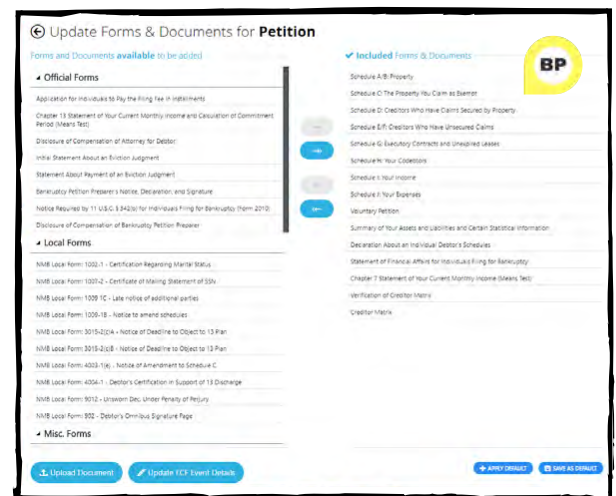 Update Forms & Documents for Petition
Forms and Documents available to be added
Official Forms
Application for Individuals to Pay the Filing Fee in Installments
Chapter 13 Statement of Your Current Monthly Income and Calculation of Commitment
Period (Means Test)
Disclosure of Compensation of Attorney for Debtor
Initial Statement About an Eviction Judgment
Statement About Payment of an Eviction Judgment
Bankruptcy Petition Preparer's Notice, Declaration, and Signature
Notice Required by 11 U.S.C. § 342(b) for Individuals Filing for Bankruptcy (Form 2010)
Disclosure of Compensation of Bankruptcy Petition Preparer
Local Forms
NMB Local Form: 1002-1 - Certification Regarding Marital Status
NMB Local Form: 1007-2 - Certificate of Mailing Statement of SSN
NMB Local Form: 1009 1C - Late notice of additional parties
NMB Local Form: 1009-1B - Notice to amend schedules
NMB Local Form: 3015-2(c)A - Notice of Deadline to Object to 13 Plan
NMB Local Form: 3015-2(c)B - Notice of Deadline to Object to 13 Plan
NMB Local Form: 4003-1(e) - Notice of Amendment to Schedule C
NMB Local Form: 4004-1 - Debtor's Certification in Support of 13 Discharge
NMB Local Form: 9012 - Unsworn Dec. Under Penalty of Perjury
NMB Local Form: 902 - Debtor's Omnibus Signature Page
Misc. Forms
Upload Document
Update ECF Event Details
Included Forms & Documents
BP
Schedule A/B: Property
Schedule C: The Property You Claim as Exempt
Schedule D: Creditors Who Have Claims Secured by Property
Schedule E/F: Creditors Who Have Unsecured Claims
Schedule G: Executory Contracts and Unexpired Leases
Schedule H: Your Codebtors
Schedule I: Your Income
Schedule J: Your Expenses
Voluntary Petition
Summary of Your Assets and Liabilities and Certain Statistical Information
Declaration About an Individual Debtor's Schedules
Statement of Financial Affairs for Individuals Filing for Bankruptcy
Chapter 7 Statement of Your Current Monthly Income (Means Test)
Verification of Creditor Matrix
Creditor Matrix
APPLY DEFAULT
SAVE AS DEFAULT